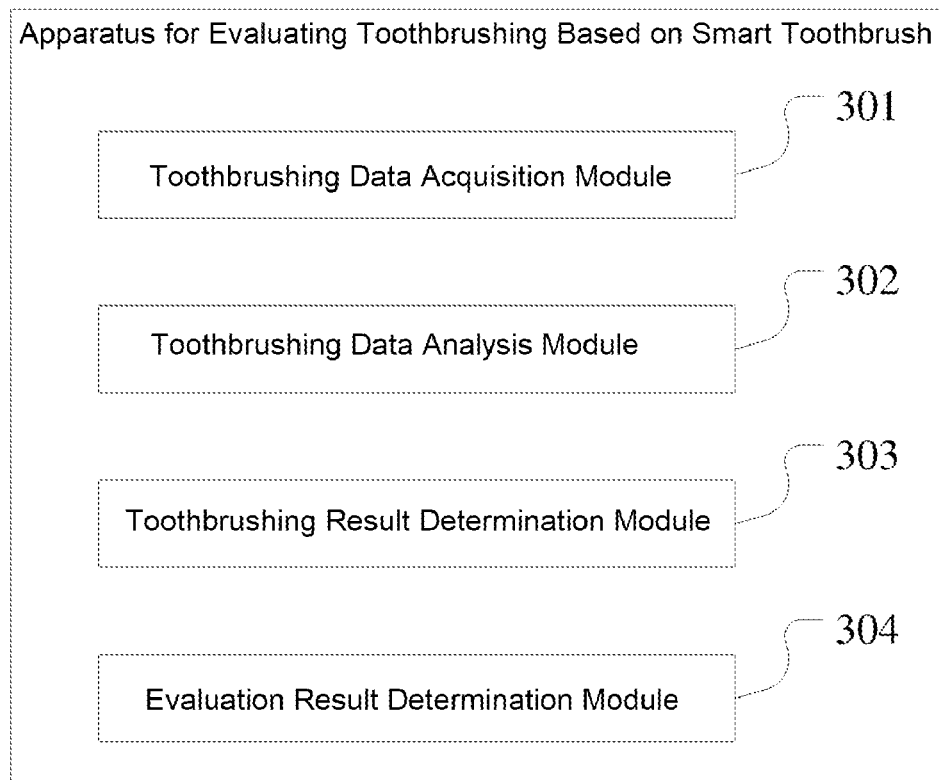 Apparatus for Evaluating Toothbrushing Based on Smart Toothbrush
301
Toothbrushing Data Acquisition Module
302
Toothbrushing Data Analysis Module
303
Toothbrushing Result Determination Module
304
Evaluation Result Determination Module